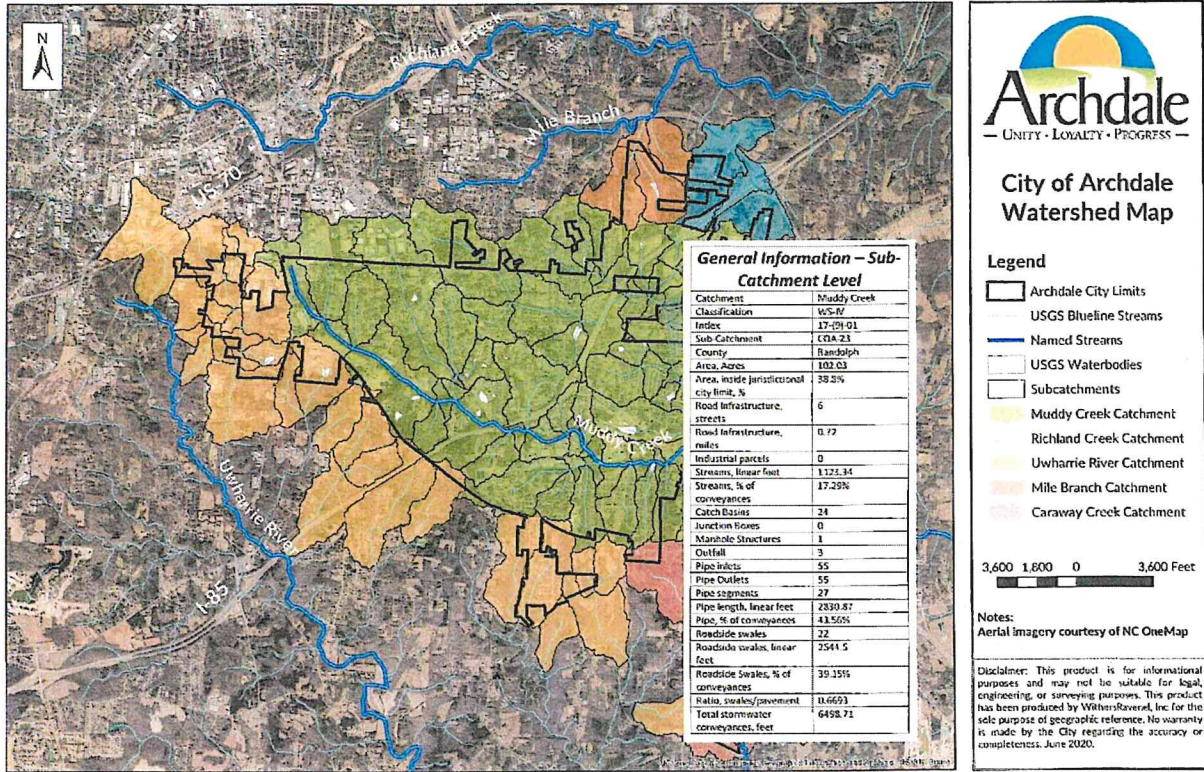 N
Richland Creek
Mile Branch
US-70
Muddy Creek
Uwharrie River
I-85
General Information – Sub-
Catchment Level
Catchment Muddy Creek
Classification WS-IV
Index 17-(9)-01
Sub-Catchment COA-23
County Randolph
Area, Acres 102.03
Area, inside jurisdictional 38.8%
city limit, %
Road Infrastructure, 6
streets
Road Infrastructure, 0.72
miles
Industrial parcels 0
Streams, linear feet 1123.34
Streams, % of 17.29%
conveyances
Catch Basins 24
Junction Boxes 0
Manhole Structures 1
Outfall 3
Pipe inlets 55
Pipe Outlets 55
Pipe segments 27
Pipe length, linear feet 2830.87
Pipe, % of conveyances 43.56%
Roadside swales 22
Roadside swales, linear 2544.5
feet
Roadside Swales, % of 39.15%
conveyances
Ratio, swales/pavement 0.6693
Total stormwater 6498.71
conveyances, feet
Archdale
UNITY • LOYALTY • PROGRESS
City of Archdale
Watershed Map
Legend
Archdale City Limits
USGS Blueline Streams
Named Streams
USGS Waterbodies
Subcatchments
Muddy Creek Catchment
Richland Creek Catchment
Uwharrie River Catchment
Mile Branch Catchment
Caraway Creek Catchment
3,600 1,800 0 3,600 Feet
Notes:
Aerial imagery courtesy of NC OneMap
Disclaimer: This product is for informational
purposes and may not be suitable for legal,
engineering, or surveying purposes. This product
has been produced by WithersRavenel, Inc for the
sole purpose of geographic reference. No warranty
is made by the City regarding the accuracy or
completeness. June 2020.